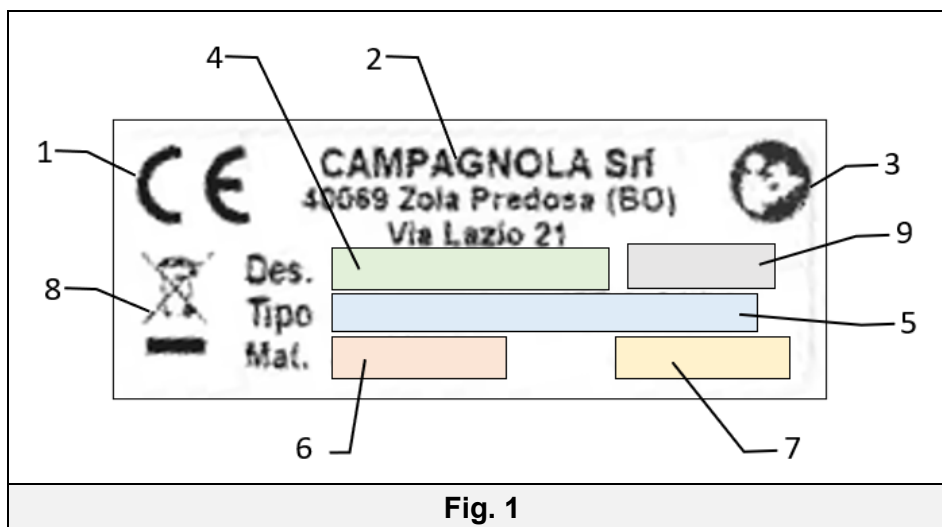 4
2
1
CE
CAMPAGNOLA Srl
3
40069 Zola Predosa (BO)
Via Lazio 21
9
8
Des.
Tipo
5
Mat.
6
7
Fig. 1